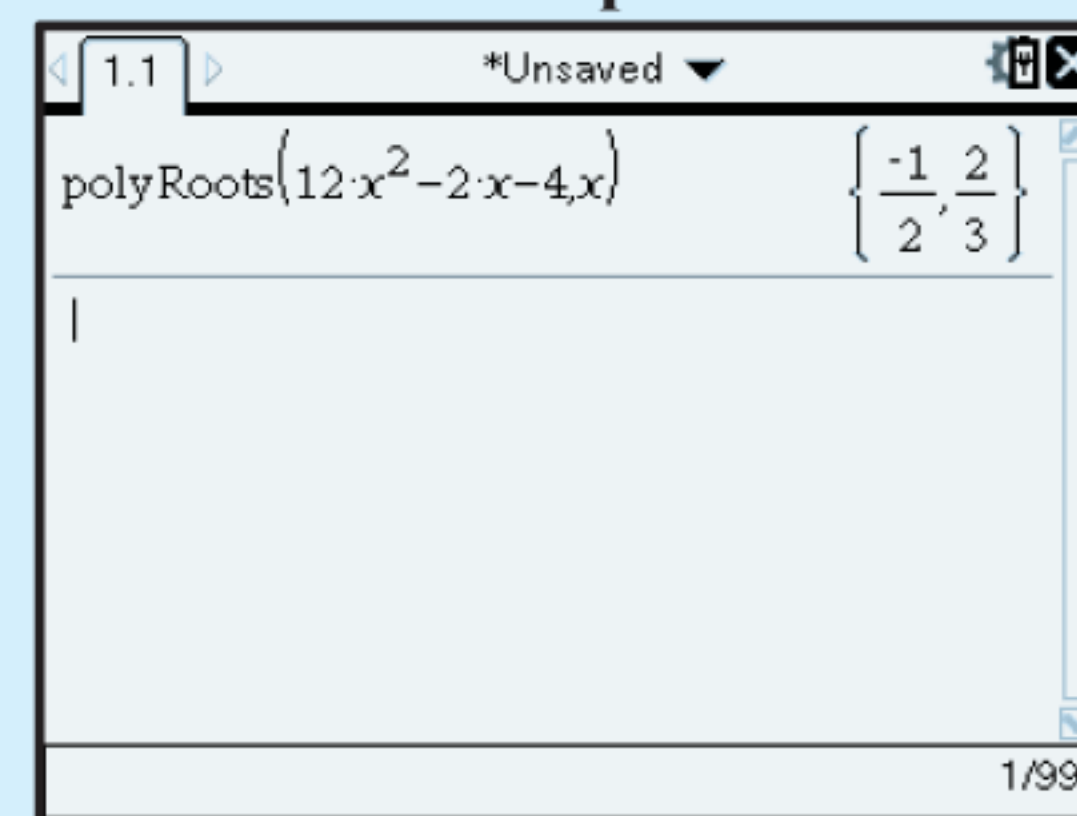 1.1 *Unsaved
polyRoots(12·x²−2·x−4,x) {-1/2, 2/3}
1/99